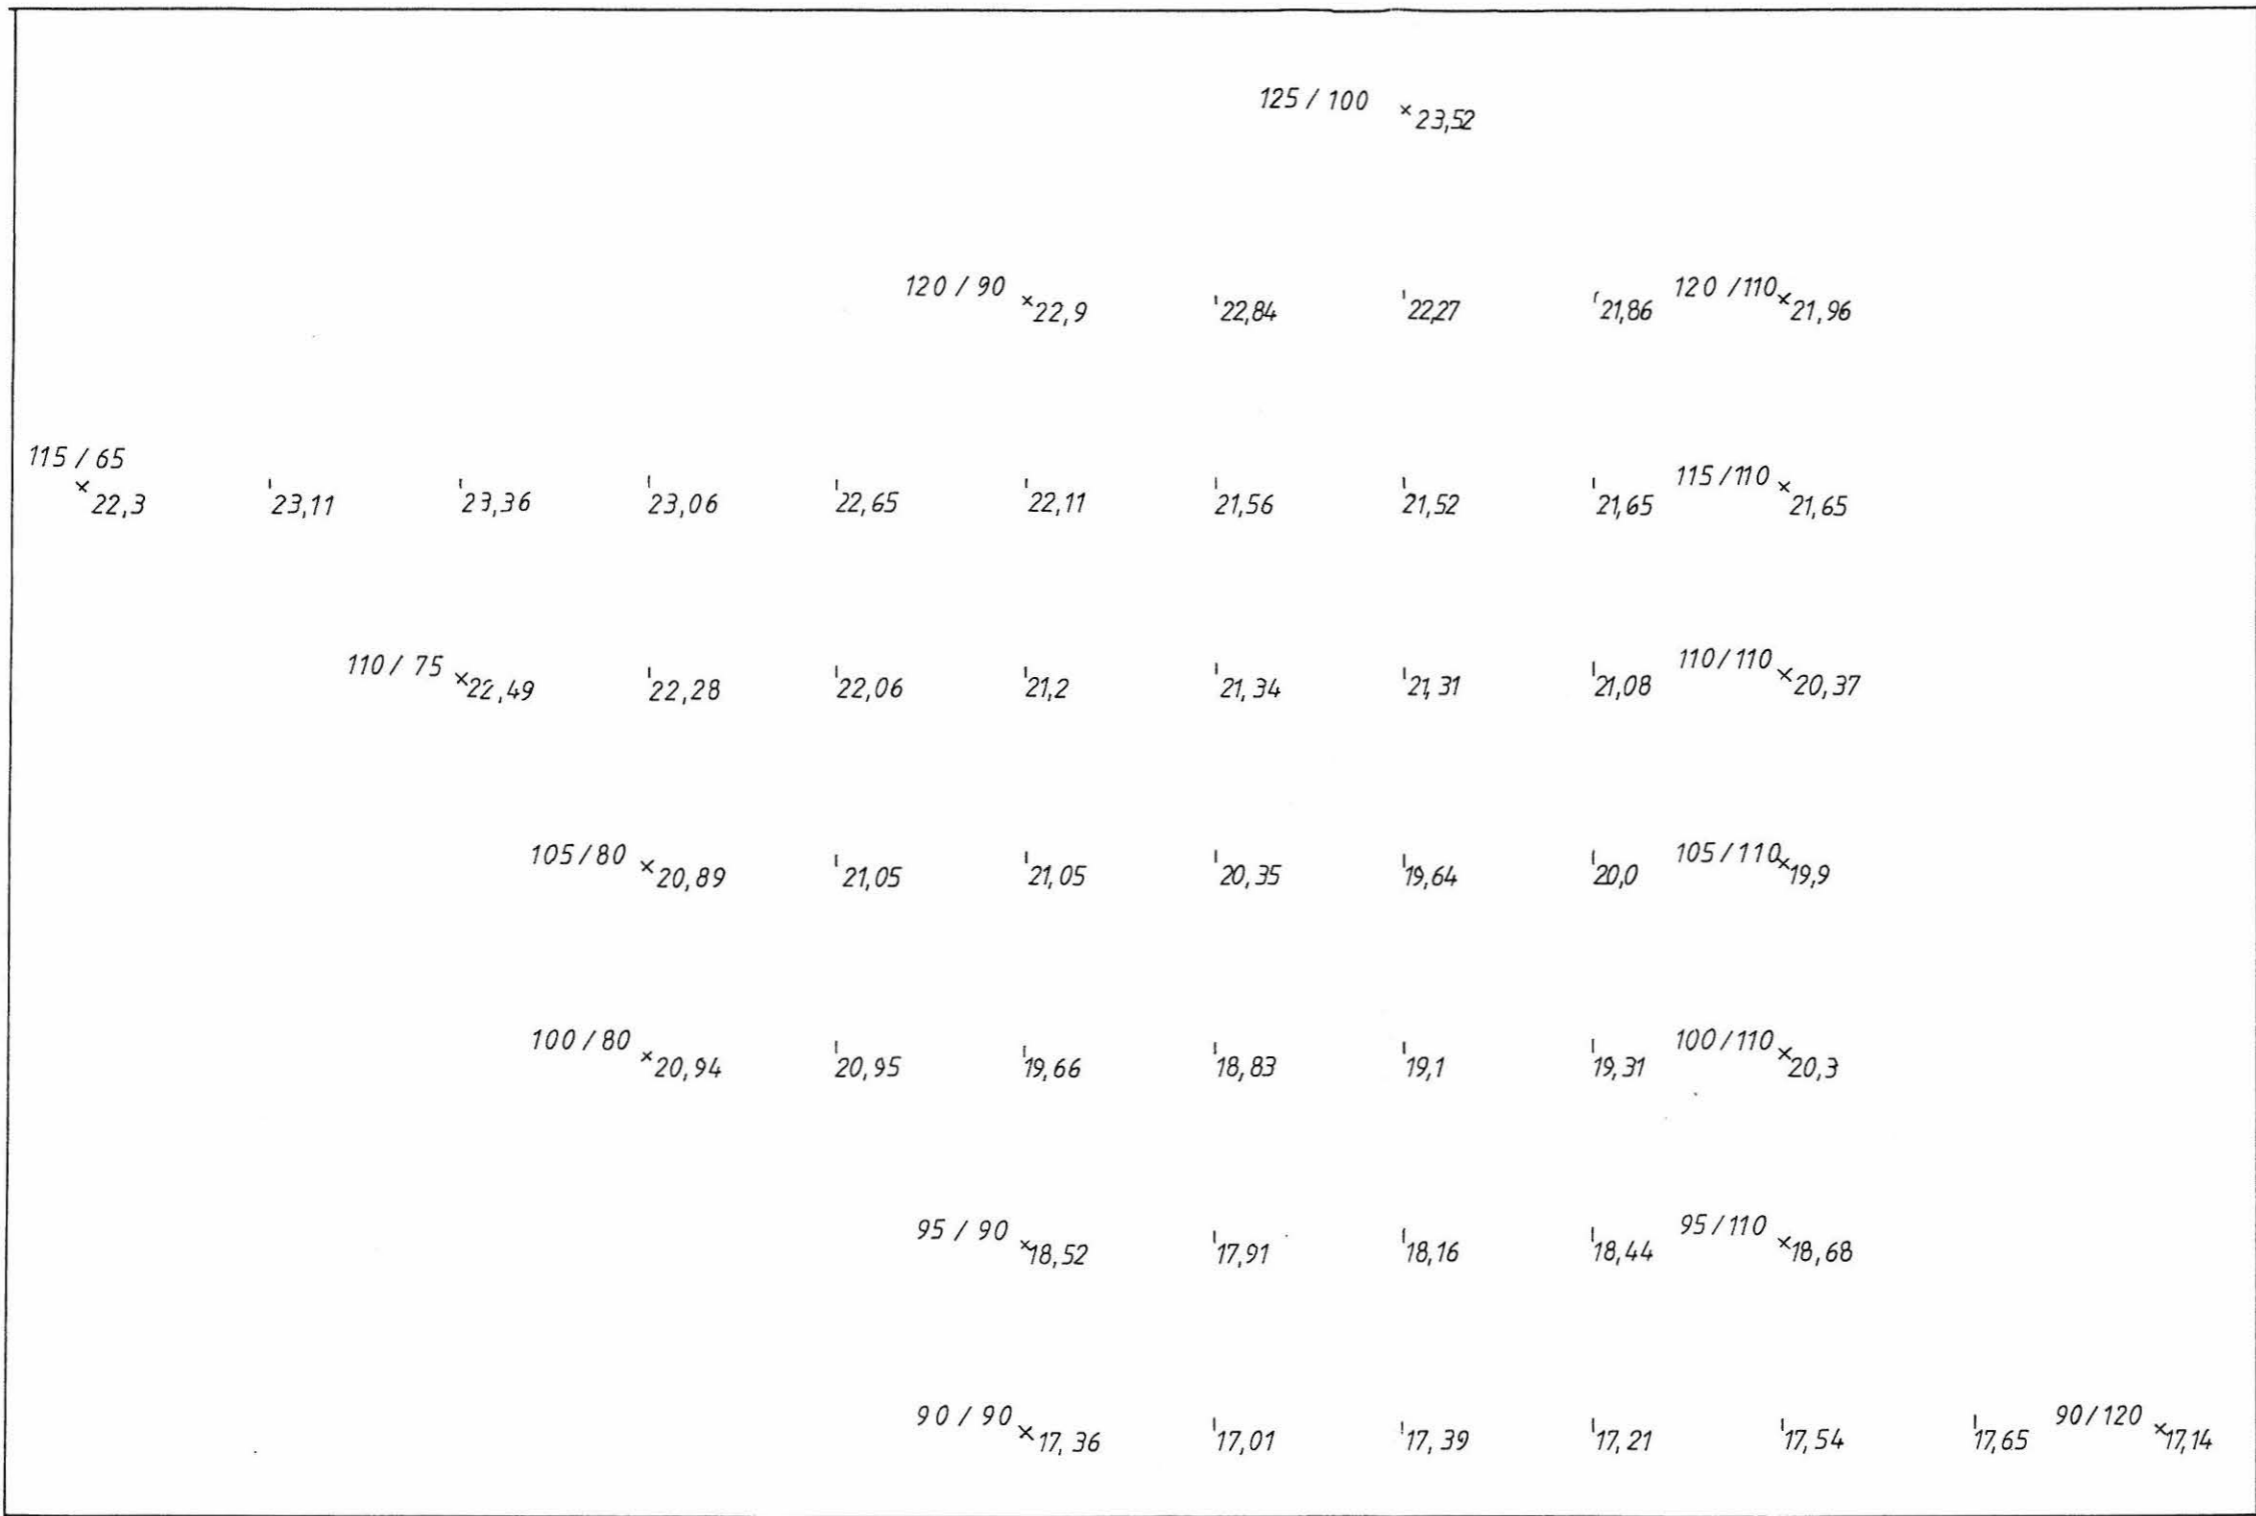 125 / 100 23,52
120 / 90 22,9 22,84 22,27 21,86 120 / 110 21,96
115 / 65
22,3 23,11 23,36 23,06 22,65 22,11 21,56 21,52 21,65 115 / 110 21,65
110 / 75 22,49 22,28 22,06 21,2 21,34 21,31 21,08 110 / 110 20,37
105 / 80 20,89 21,05 21,05 20,35 19,64 20,0 105 / 110 19,9
100 / 80 20,94 20,95 19,66 18,83 19,1 19,31 100 / 110 20,3
95 / 90 18,52 17,91 18,16 18,44 95 / 110 18,68
90 / 90 17,36 17,01 17,39 17,21 17,54 17,65 90 / 120 17,14